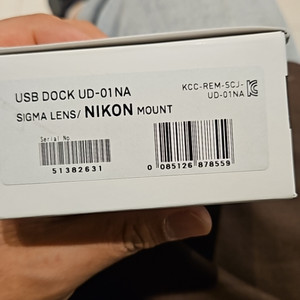 USB DOCK UD-01NA
SIGMA LENS/ NIKON MOUNT
KCC-REM-SCJ-
UD-01NA
Serial No
51382631
0 085126 878559